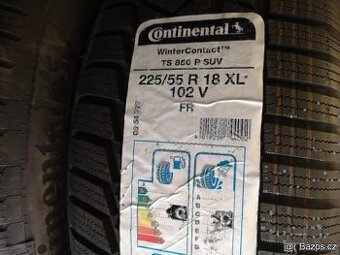 Continental
WinterContact™
TS 850 P SUV
225/55 R 18 XL
102 V
FR
A
B
C
D
E
F
G
© Bazos.cz